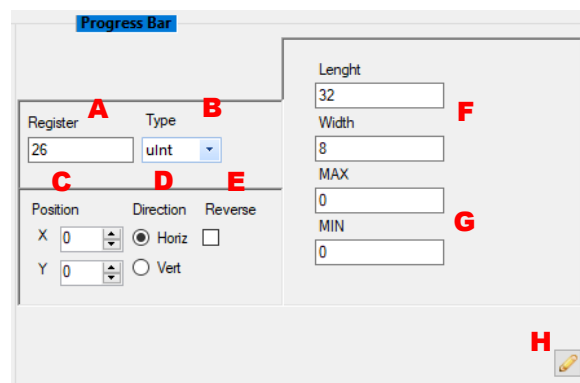 Progress Bar
A
Register
26
B
Type
uInt
C
Position
X 0
Y 0
D
Direction
Horiz
Vert
E
Reverse
Lenght
32
F
Width
8
MAX
0
G
MIN
0
H